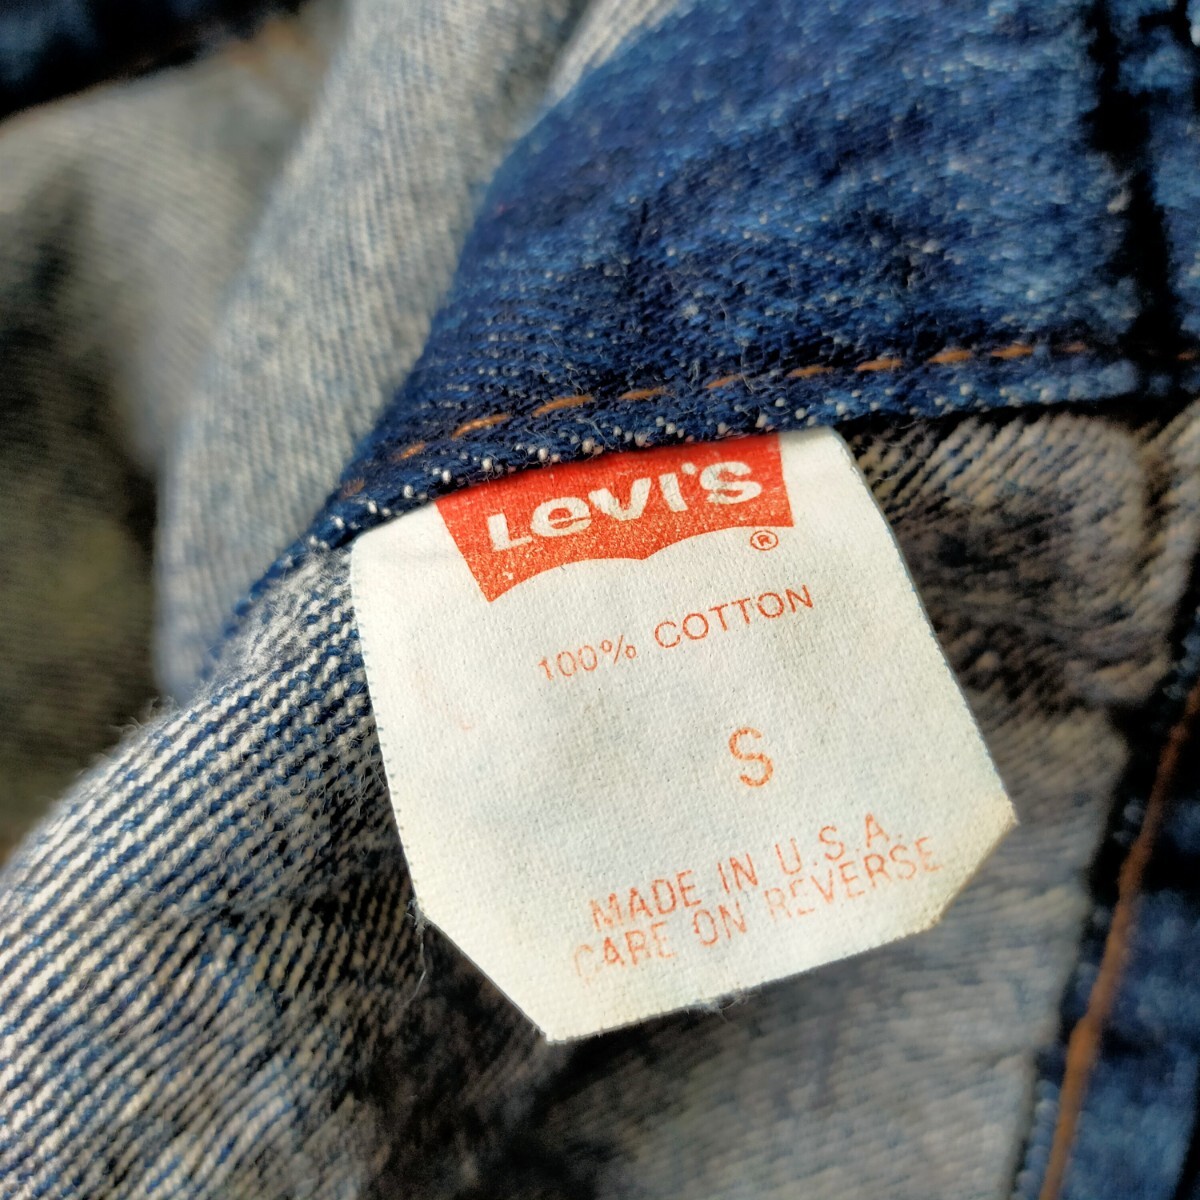 Levi's
®
100% COTTON
S
MADE IN U.S.A.
CARE ON REVERSE